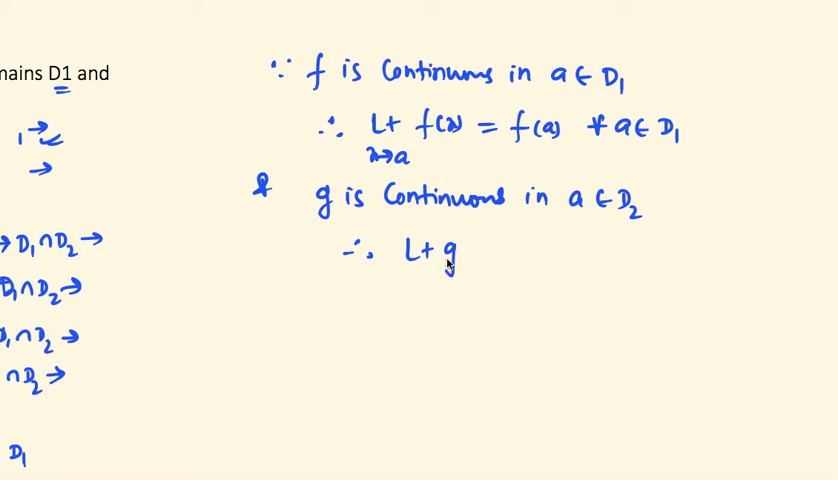 mains D1 and
1 →
→
→ D₁∩D₂ →
D₁∩D₂ →
D₁∩D₂ →
∩D₂ →
D₁
∵ f is Continuous in a ∈ D₁
∴ Lt f(x) = f(a) ∀ a ∈ D₁
x→a
& g is Continuous in a ∈ D₂
∴ Lt g